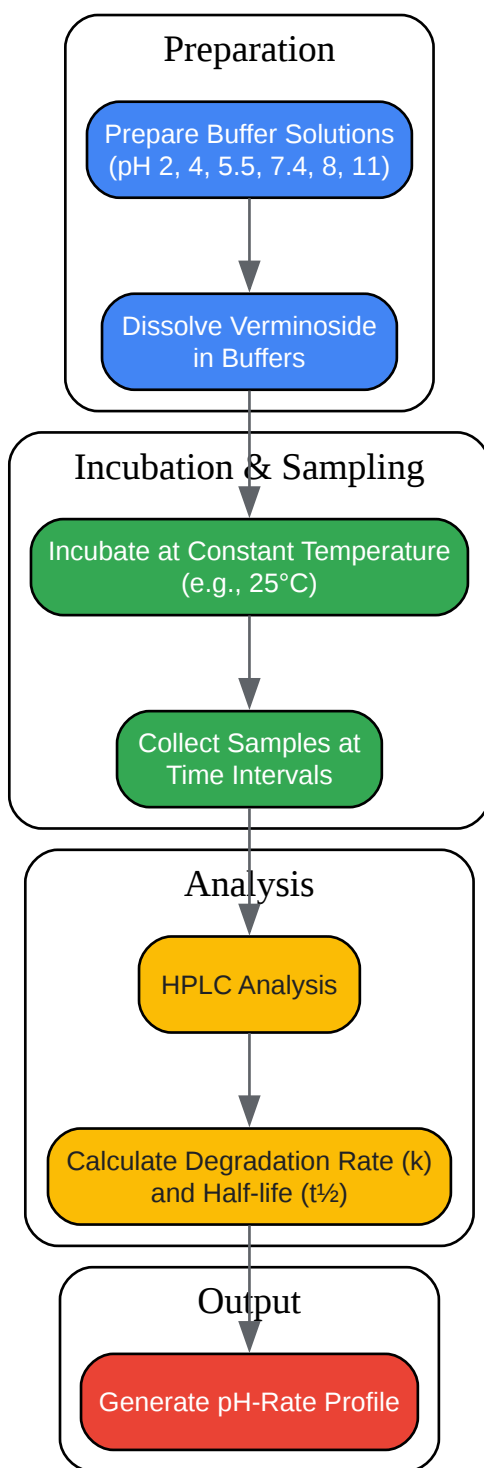 Preparation
Prepare Buffer Solutions
(pH 2, 4, 5.5, 7.4, 8, 11)
Dissolve Verminoside
in Buffers
Incubation & Sampling
Incubate at Constant Temperature
(e.g., 25°C)
Collect Samples at
Time Intervals
Analysis
HPLC Analysis
Calculate Degradation Rate (k)
and Half-life (t½)
Output
Generate pH-Rate Profile